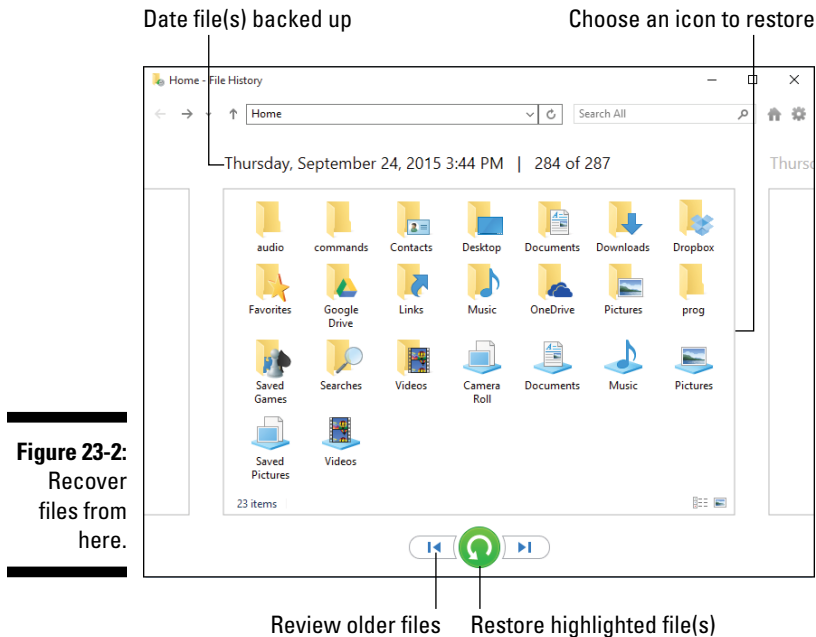 Date file(s) backed up
Choose an icon to restore
Home - File History
Home
Search All
Thursday, September 24, 2015 3:44 PM | 284 of 287
Thursd
audio
commands
Contacts
Desktop
Documents
Downloads
Dropbox
Favorites
Google
Drive
Links
Music
OneDrive
Pictures
prog
Saved
Games
Searches
Videos
Camera
Roll
Documents
Music
Pictures
Saved
Pictures
Videos
23 items
Figure 23-2:
Recover
files from
here.
Review older files
Restore highlighted file(s)